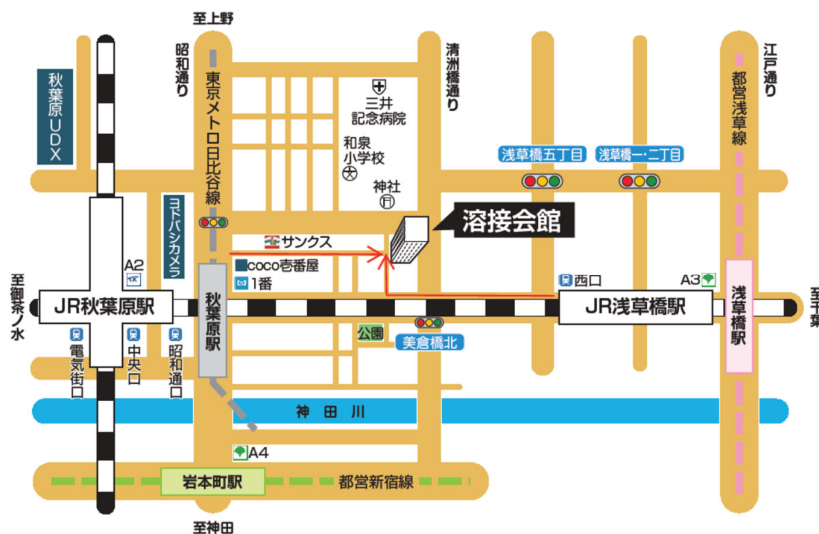 至上野
昭和通り
東京メトロ日比谷線
清洲橋通り
江戸通り
都営浅草線
秋葉原UDX
三井
記念病院
和泉
小学校
文
神社
浅草橋五丁目
浅草橋一・二丁目
ヨドバシカメラ
溶接会館
サンクス
A2
coco壱番屋
1番
西口
A3
至御茶ノ水
JR秋葉原駅
秋葉原駅
JR浅草橋駅
浅草橋駅
至千葉
公園
美倉橋北
電気街口
中央口
昭和通口
神田川
A4
岩本町駅
都営新宿線
至神田